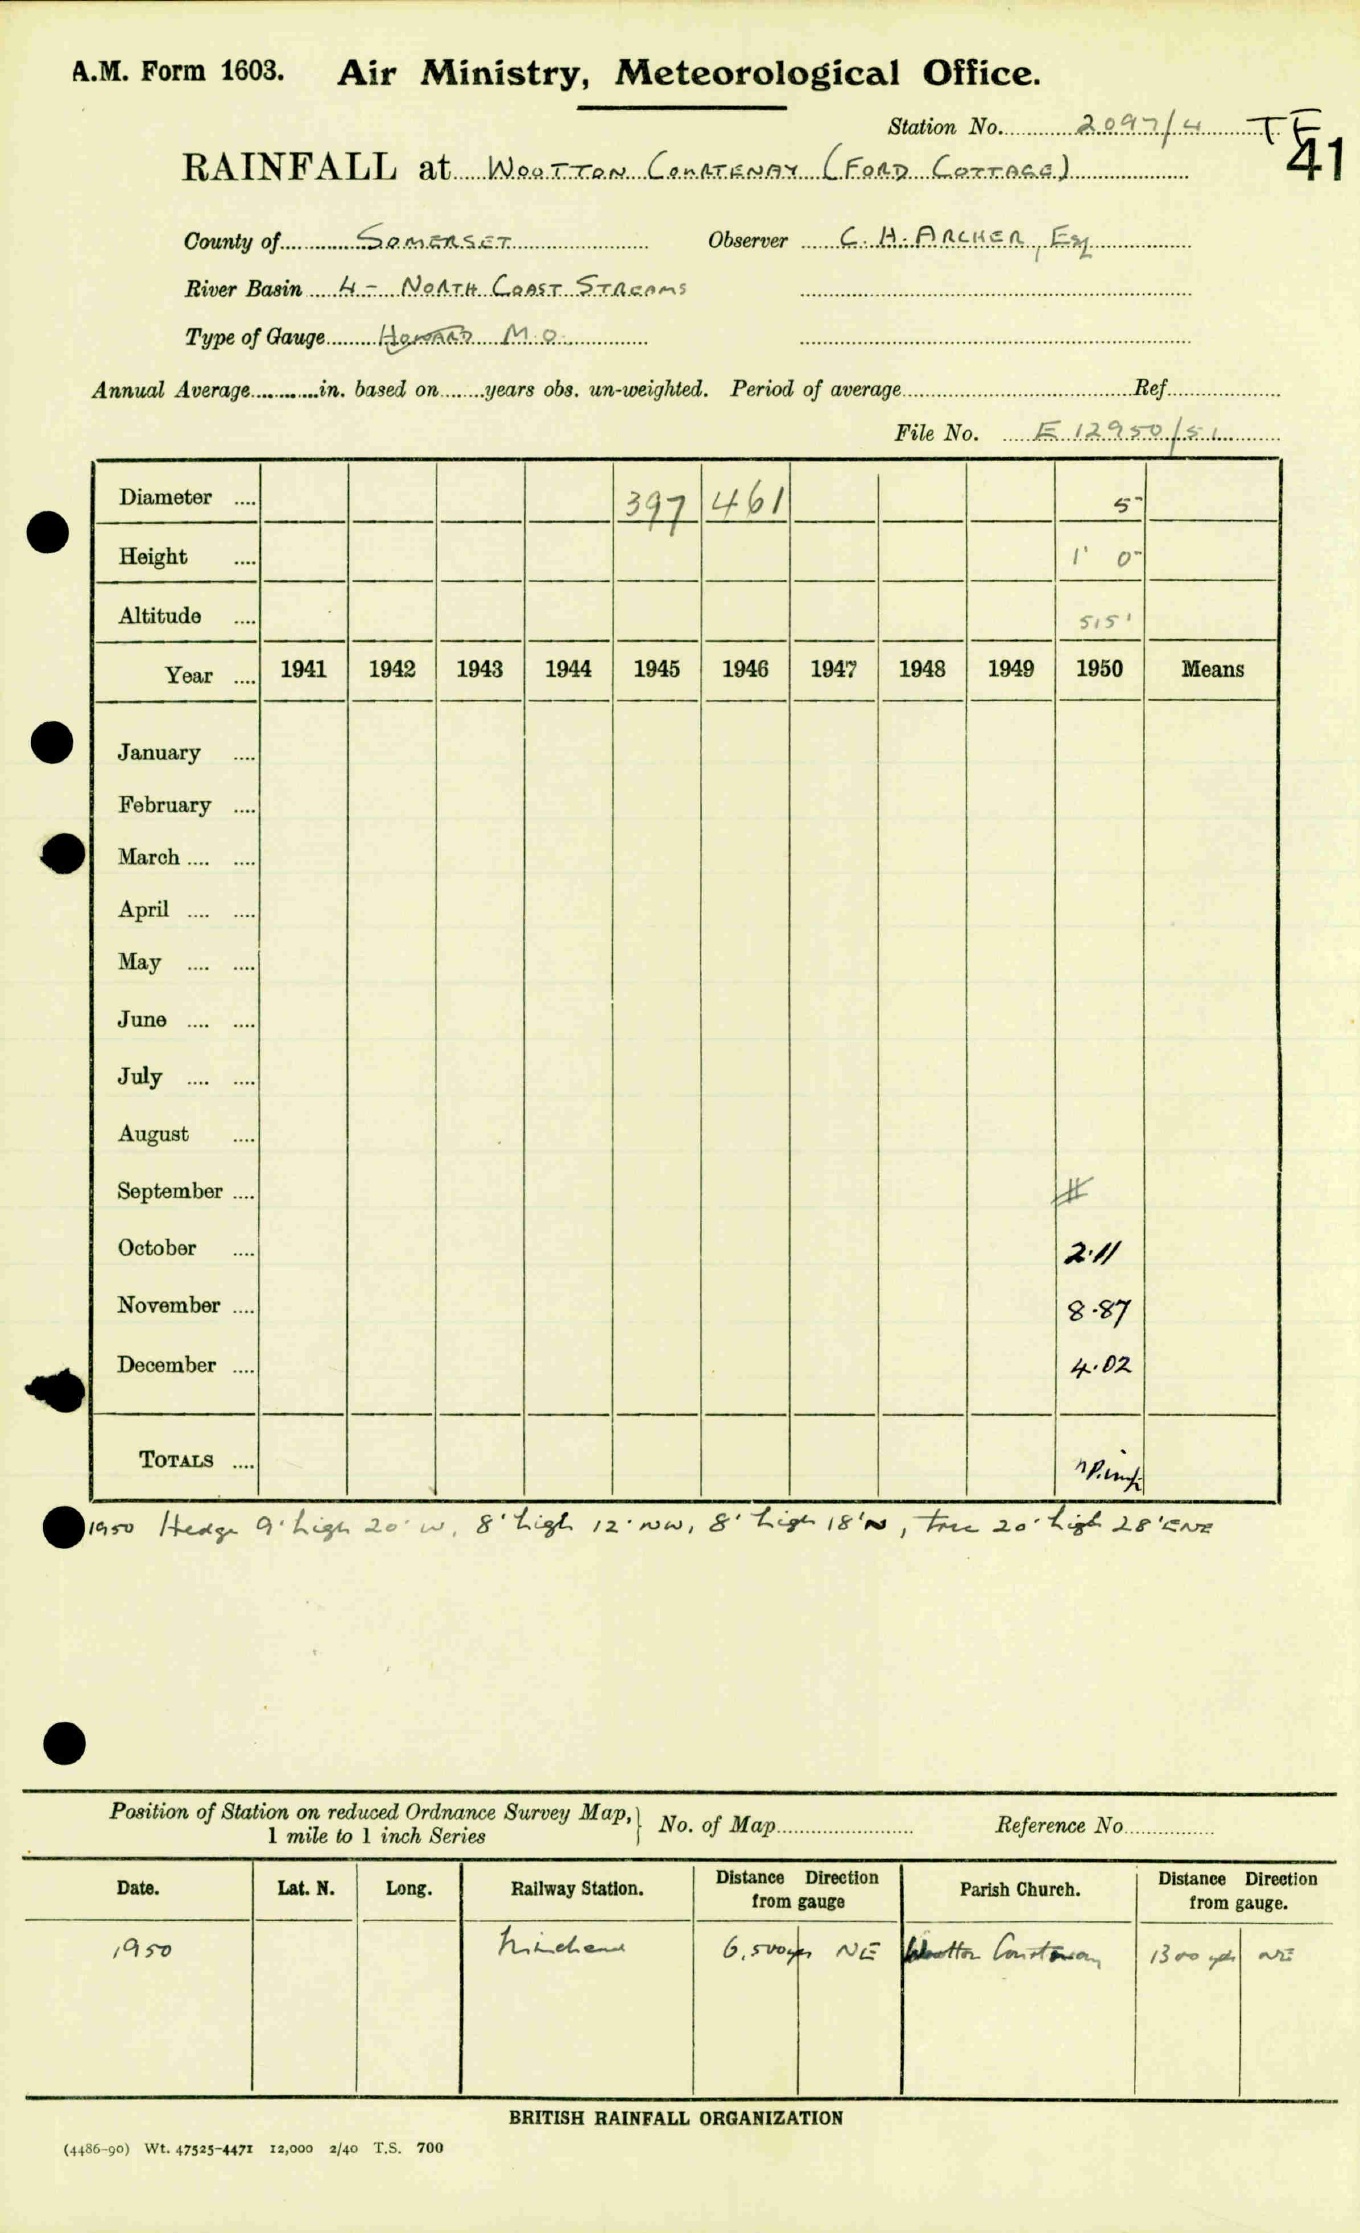 A.M. Form 1603. Air Ministry, Meteorological Office.
Station No. 2097/4 TF
41
RAINFALL at WOOTTON COURTENAY (FORD COTTAGE)
County of SOMERSET Observer C. H. ARCHER, Esq
River Basin 4 - NORTH COAST STREAMS
Type of Gauge HOWARD M.O.
Annual Average in. based on years obs. un-weighted. Period of average Ref
File No. E 12950/51
Diameter .... 397 461 5"
Height .... 1' 0"
Altitude .... 515'
Year .... 1941 1942 1943 1944 1945 1946 1947 1948 1949 1950 Means
January ....
February ....
March .... ....
April .... ....
May .... ....
June .... ....
July .... ....
August ....
September .... #
October .... 2.11
November .... 8.87
December .... 4.02
TOTALS ....
1950 Hedge 9' high 20' W, 8' high 12' NW, 8' high 18' N, tree 20' high 28' ENE
Position of Station on reduced Ordnance Survey Map, } No. of Map Reference No
1 mile to 1 inch Series
Date. Lat. N. Long. Railway Station. Distance Direction from gauge Parish Church. Distance Direction from gauge.
1950 Minehead 6,500 yds NE Wootton Courtenay 1300 yds NE
BRITISH RAINFALL ORGANIZATION
(4486-90) Wt. 47525-4471 12,000 2/40 T.S. 700